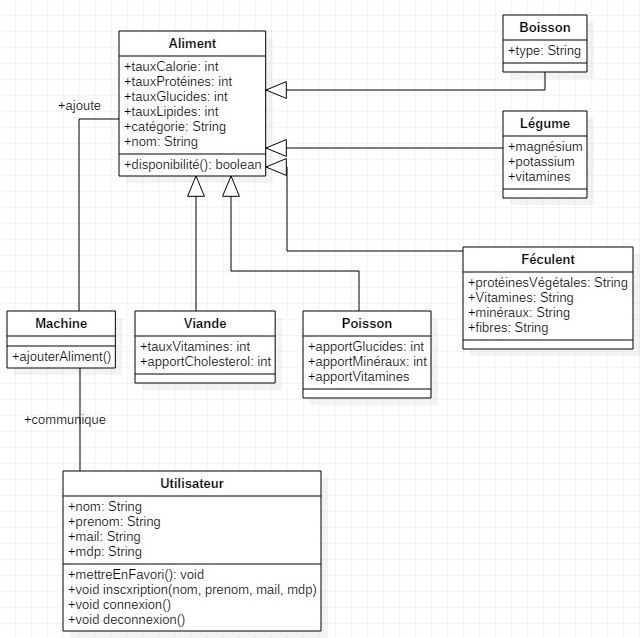 Aliment
+tauxCalorie: int
+tauxProtéines: int
+tauxGlucides: int
+tauxLipides: int
+catégorie: String
+nom: String
+disponibilité(): boolean
Boisson
+type: String
Légume
+magnésium
+potassium
+vitamines
Féculent
+protéinesVégétales: String
+Vitamines: String
+minéraux: String
+fibres: String
+ajoute
Machine
+ajouterAliment()
Viande
+tauxVitamines: int
+apportCholesterol: int
Poisson
+apportGlucides: int
+apportMinéraux: int
+apportVitamines
+communique
Utilisateur
+nom: String
+prenom: String
+mail: String
+mdp: String
+mettreEnFavori(): void
+void inscxription(nom, prenom, mail, mdp)
+void connexion()
+void deconnexion()